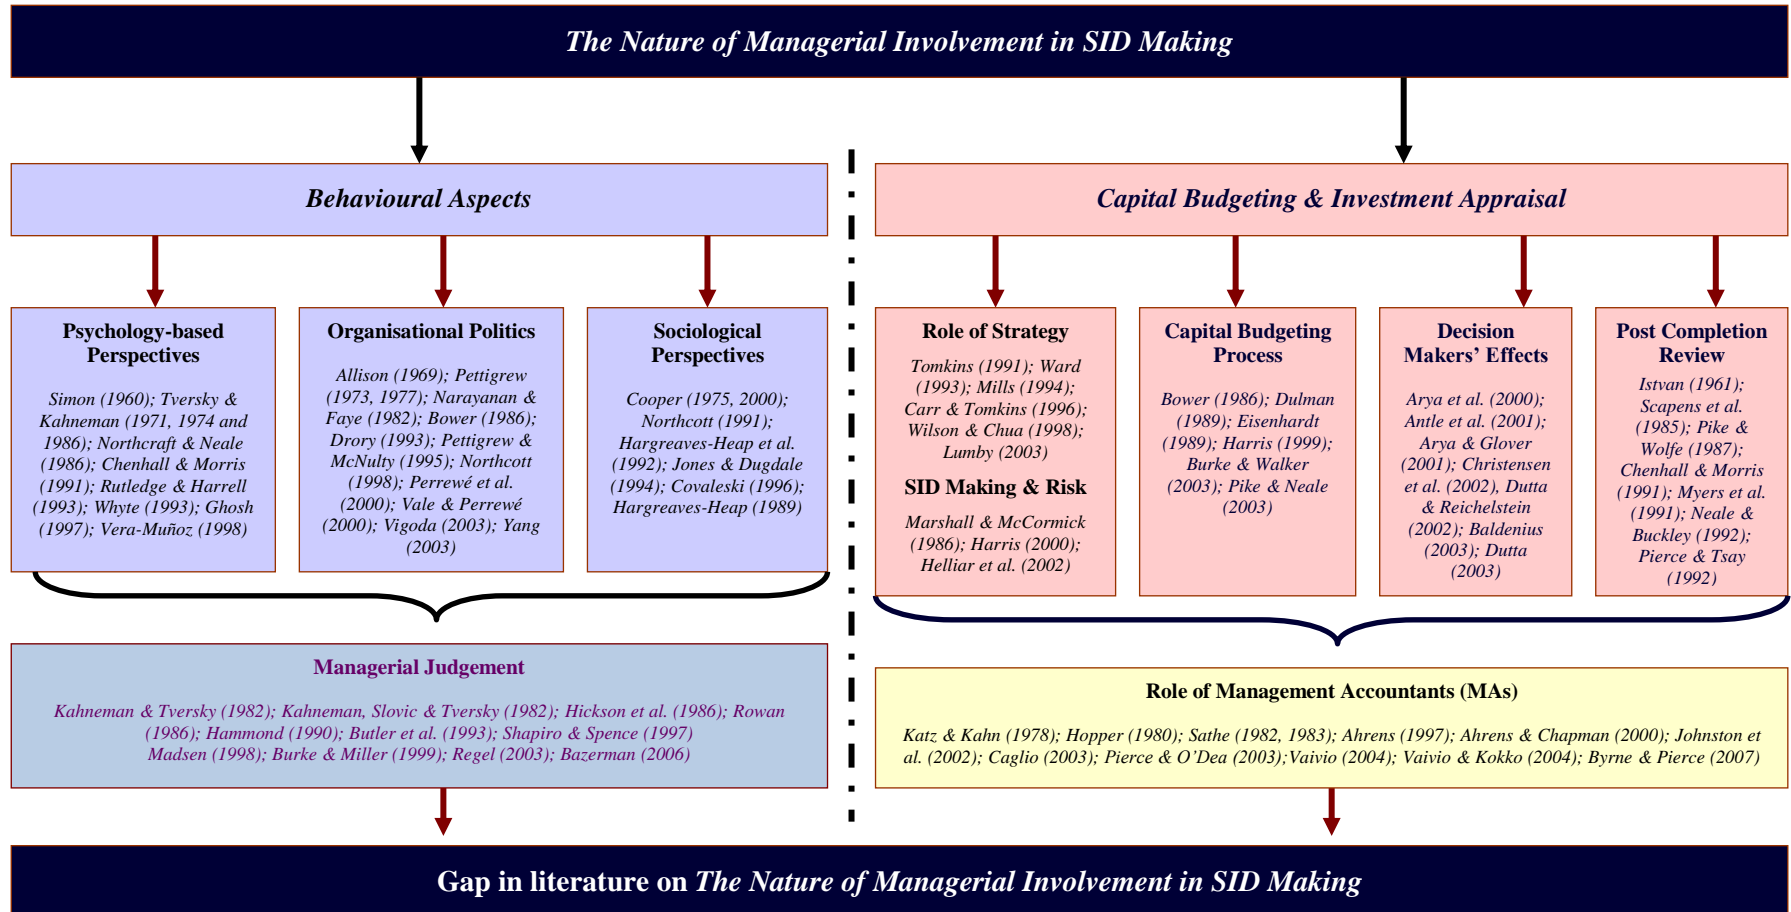 The Nature of Managerial Involvement in SID Making
Behavioural Aspects
Psychology-based
Perspectives
Simon (1960); Tversky &
Kahneman (1971, 1974 and
1986); Northcraft & Neale
(1986); Chenhall & Morris
(1991); Rutledge & Harrell
(1993); Whyte (1993); Ghosh
(1997); Vera-Muñoz (1998)
Organisational Politics
Allison (1969); Pettigrew
(1973, 1977); Narayanan &
Faye (1982); Bower (1986);
Drory (1993); Pettigrew &
McNulty (1995); Northcott
(1998); Perrewé et al.
(2000); Vale & Perrewé
(2000); Vigoda (2003); Yang
(2003)
Sociological
Perspectives
Cooper (1975, 2000);
Northcott (1991);
Hargreaves-Heap et al.
(1992); Jones & Dugdale
(1994); Covaleski (1996);
Hargreaves-Heap (1989)
Managerial Judgement
Kahneman & Tversky (1982); Kahneman, Slovic & Tversky (1982); Hickson et al. (1986); Rowan
(1986); Hammond (1990); Butler et al. (1993); Shapiro & Spence (1997)
Madsen (1998); Burke & Miller (1999); Regel (2003); Bazerman (2006)
Capital Budgeting & Investment Appraisal
Role of Strategy
Tomkins (1991); Ward
(1993); Mills (1994);
Carr & Tomkins (1996);
Wilson & Chua (1998);
Lumby (2003)
SID Making & Risk
Marshall & McCormick
(1986); Harris (2000);
Helliar et al. (2002)
Capital Budgeting
Process
Bower (1986); Dulman
(1989); Eisenhardt
(1989); Harris (1999);
Burke & Walker
(2003); Pike & Neale
(2003)
Decision
Makers’ Effects
Arya et al. (2000);
Antle et al. (2001);
Arya & Glover
(2001); Christensen
et al. (2002), Dutta
& Reichelstein
(2002); Baldenius
(2003); Dutta
(2003)
Post Completion
Review
Istvan (1961);
Scapens et al.
(1985); Pike &
Wolfe (1987);
Chenhall & Morris
(1991); Myers et al.
(1991); Neale &
Buckley (1992);
Pierce & Tsay
(1992)
Role of Management Accountants (MAs)
Katz & Kahn (1978); Hopper (1980); Sathe (1982, 1983); Ahrens (1997); Ahrens & Chapman (2000); Johnston et
al. (2002); Caglio (2003); Pierce & O’Dea (2003);Vaivio (2004); Vaivio & Kokko (2004); Byrne & Pierce (2007)
Gap in literature on The Nature of Managerial Involvement in SID Making